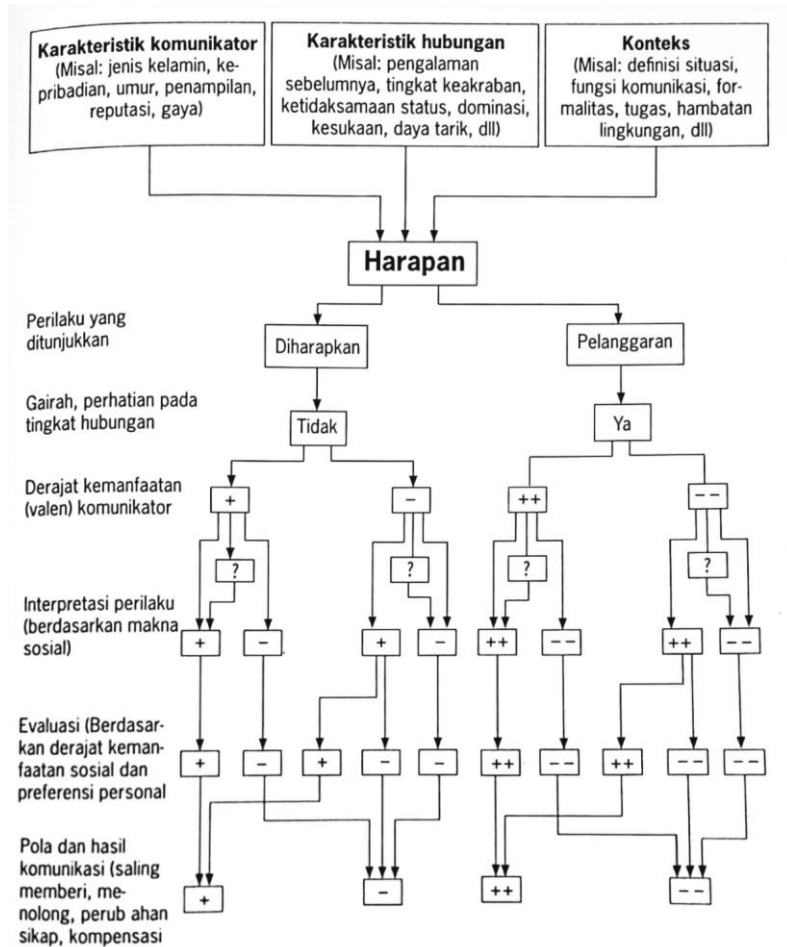 Karakteristik komunikator
(Misal: jenis kelamin, ke-
pribadian, umur, penampilan,
reputasi, gaya)
Karakteristik hubungan
(Misal: pengalaman
sebelumnya, tingkat keakraban,
ketidaksamaan status, dominasi,
kesukaan, daya tarik, dll)
Konteks
(Misal: definisi situasi,
fungsi komunikasi, for-
malitas, tugas, hambatan
lingkungan, dll)
Harapan
Perilaku yang
ditunjukkan
Diharapkan
Pelanggaran
Gairah, perhatian pada
tingkat hubungan
Tidak
Ya
Derajat kemanfaatan
(valen) komunikator
+
−
++
− −
?
?
?
?
Interpretasi perilaku
(berdasarkan makna
sosial)
+
−
+
−
++
− −
++
− −
Evaluasi (Berdasar-
kan derajat keman-
faatan sosial dan
preferensi personal
+
−
+
−
−
++
− −
++
− −
− −
Pola dan hasil
komunikasi (saling
memberi, me-
nolong, perub ahan
sikap, kompensasi
+
−
++
− −